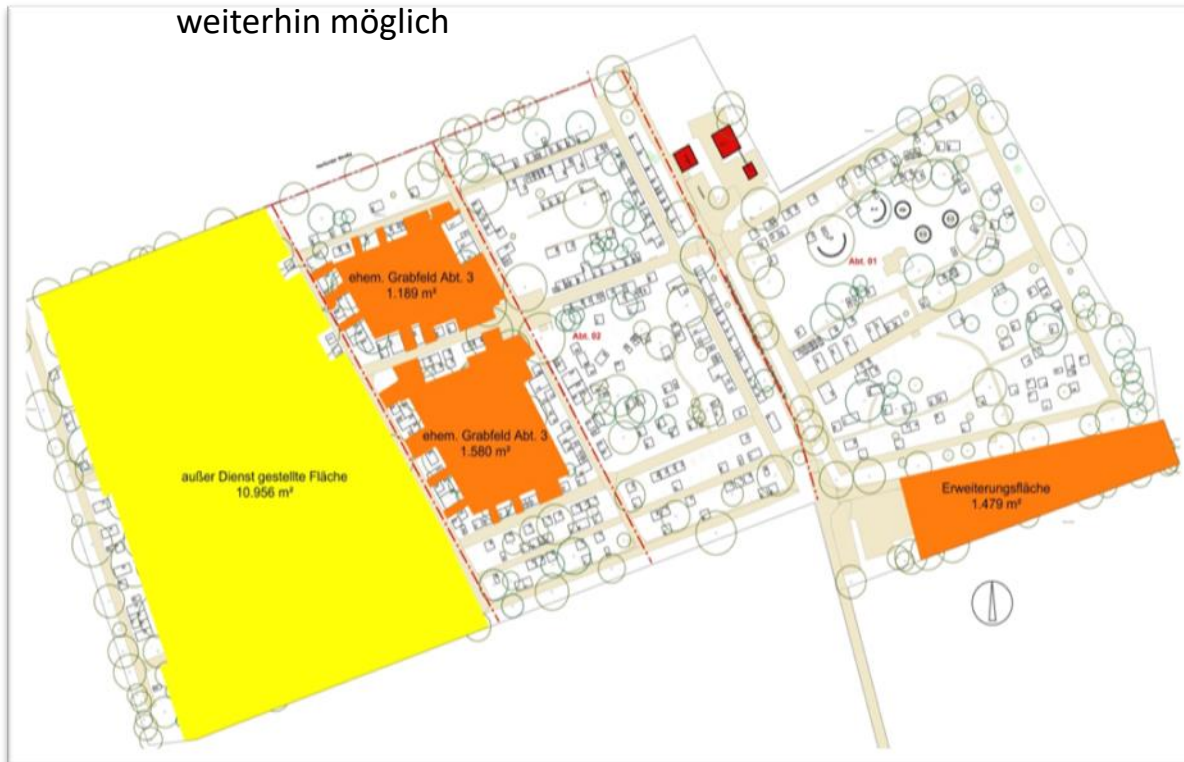 weiterhin möglich
ehem. Grabfeld Abt. 3
1.189 m²
Abt. 01
Abt. 02
ehem. Grabfeld Abt. 3
1.580 m²
außer Dienst gestellte Fläche
10.956 m²
Erweiterungsfläche
1.479 m²